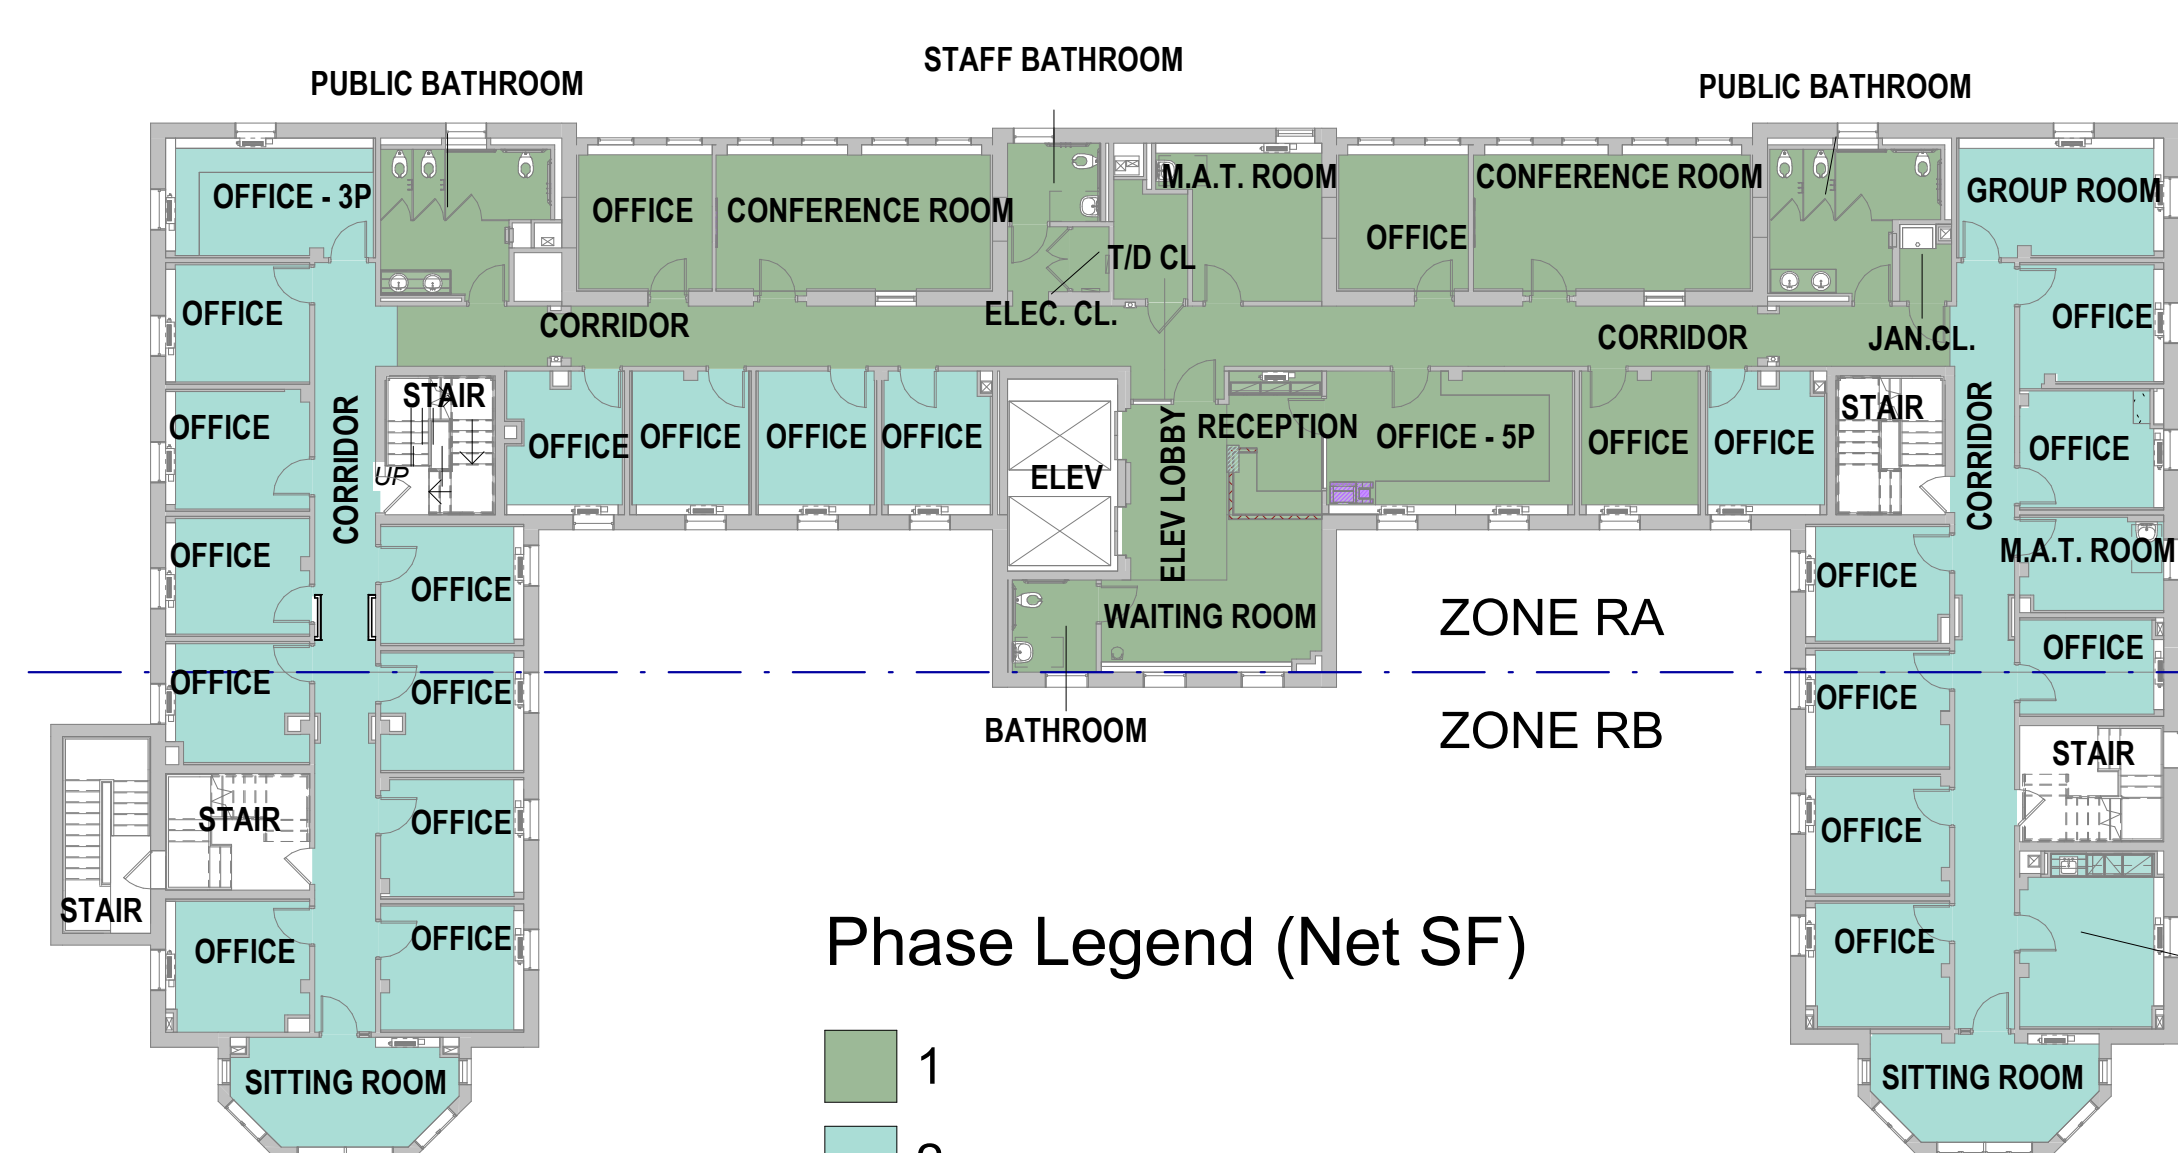 STAFF BATHROOM
PUBLIC BATHROOM
PUBLIC BATHROOM
OFFICE - 3P
OFFICE
CONFERENCE ROOM
M.A.T. ROOM
OFFICE
CONFERENCE ROOM
GROUP ROOM
T/D CL
ELEC. CL.
OFFICE
CORRIDOR
CORRIDOR
JAN.CL.
OFFICE
OFFICE
CORRIDOR
STAIR
UP
OFFICE
OFFICE
OFFICE
OFFICE
ELEV
ELEV LOBBY
RECEPTION
OFFICE - 5P
OFFICE
OFFICE
STAIR
CORRIDOR
OFFICE
OFFICE
OFFICE
WAITING ROOM
ZONE RA
OFFICE
M.A.T. ROOM
OFFICE
OFFICE
OFFICE
OFFICE
BATHROOM
ZONE RB
STAIR
STAIR
OFFICE
OFFICE
STAIR
OFFICE
OFFICE
OFFICE
Phase Legend (Net SF)
1
2
SITTING ROOM
SITTING ROOM